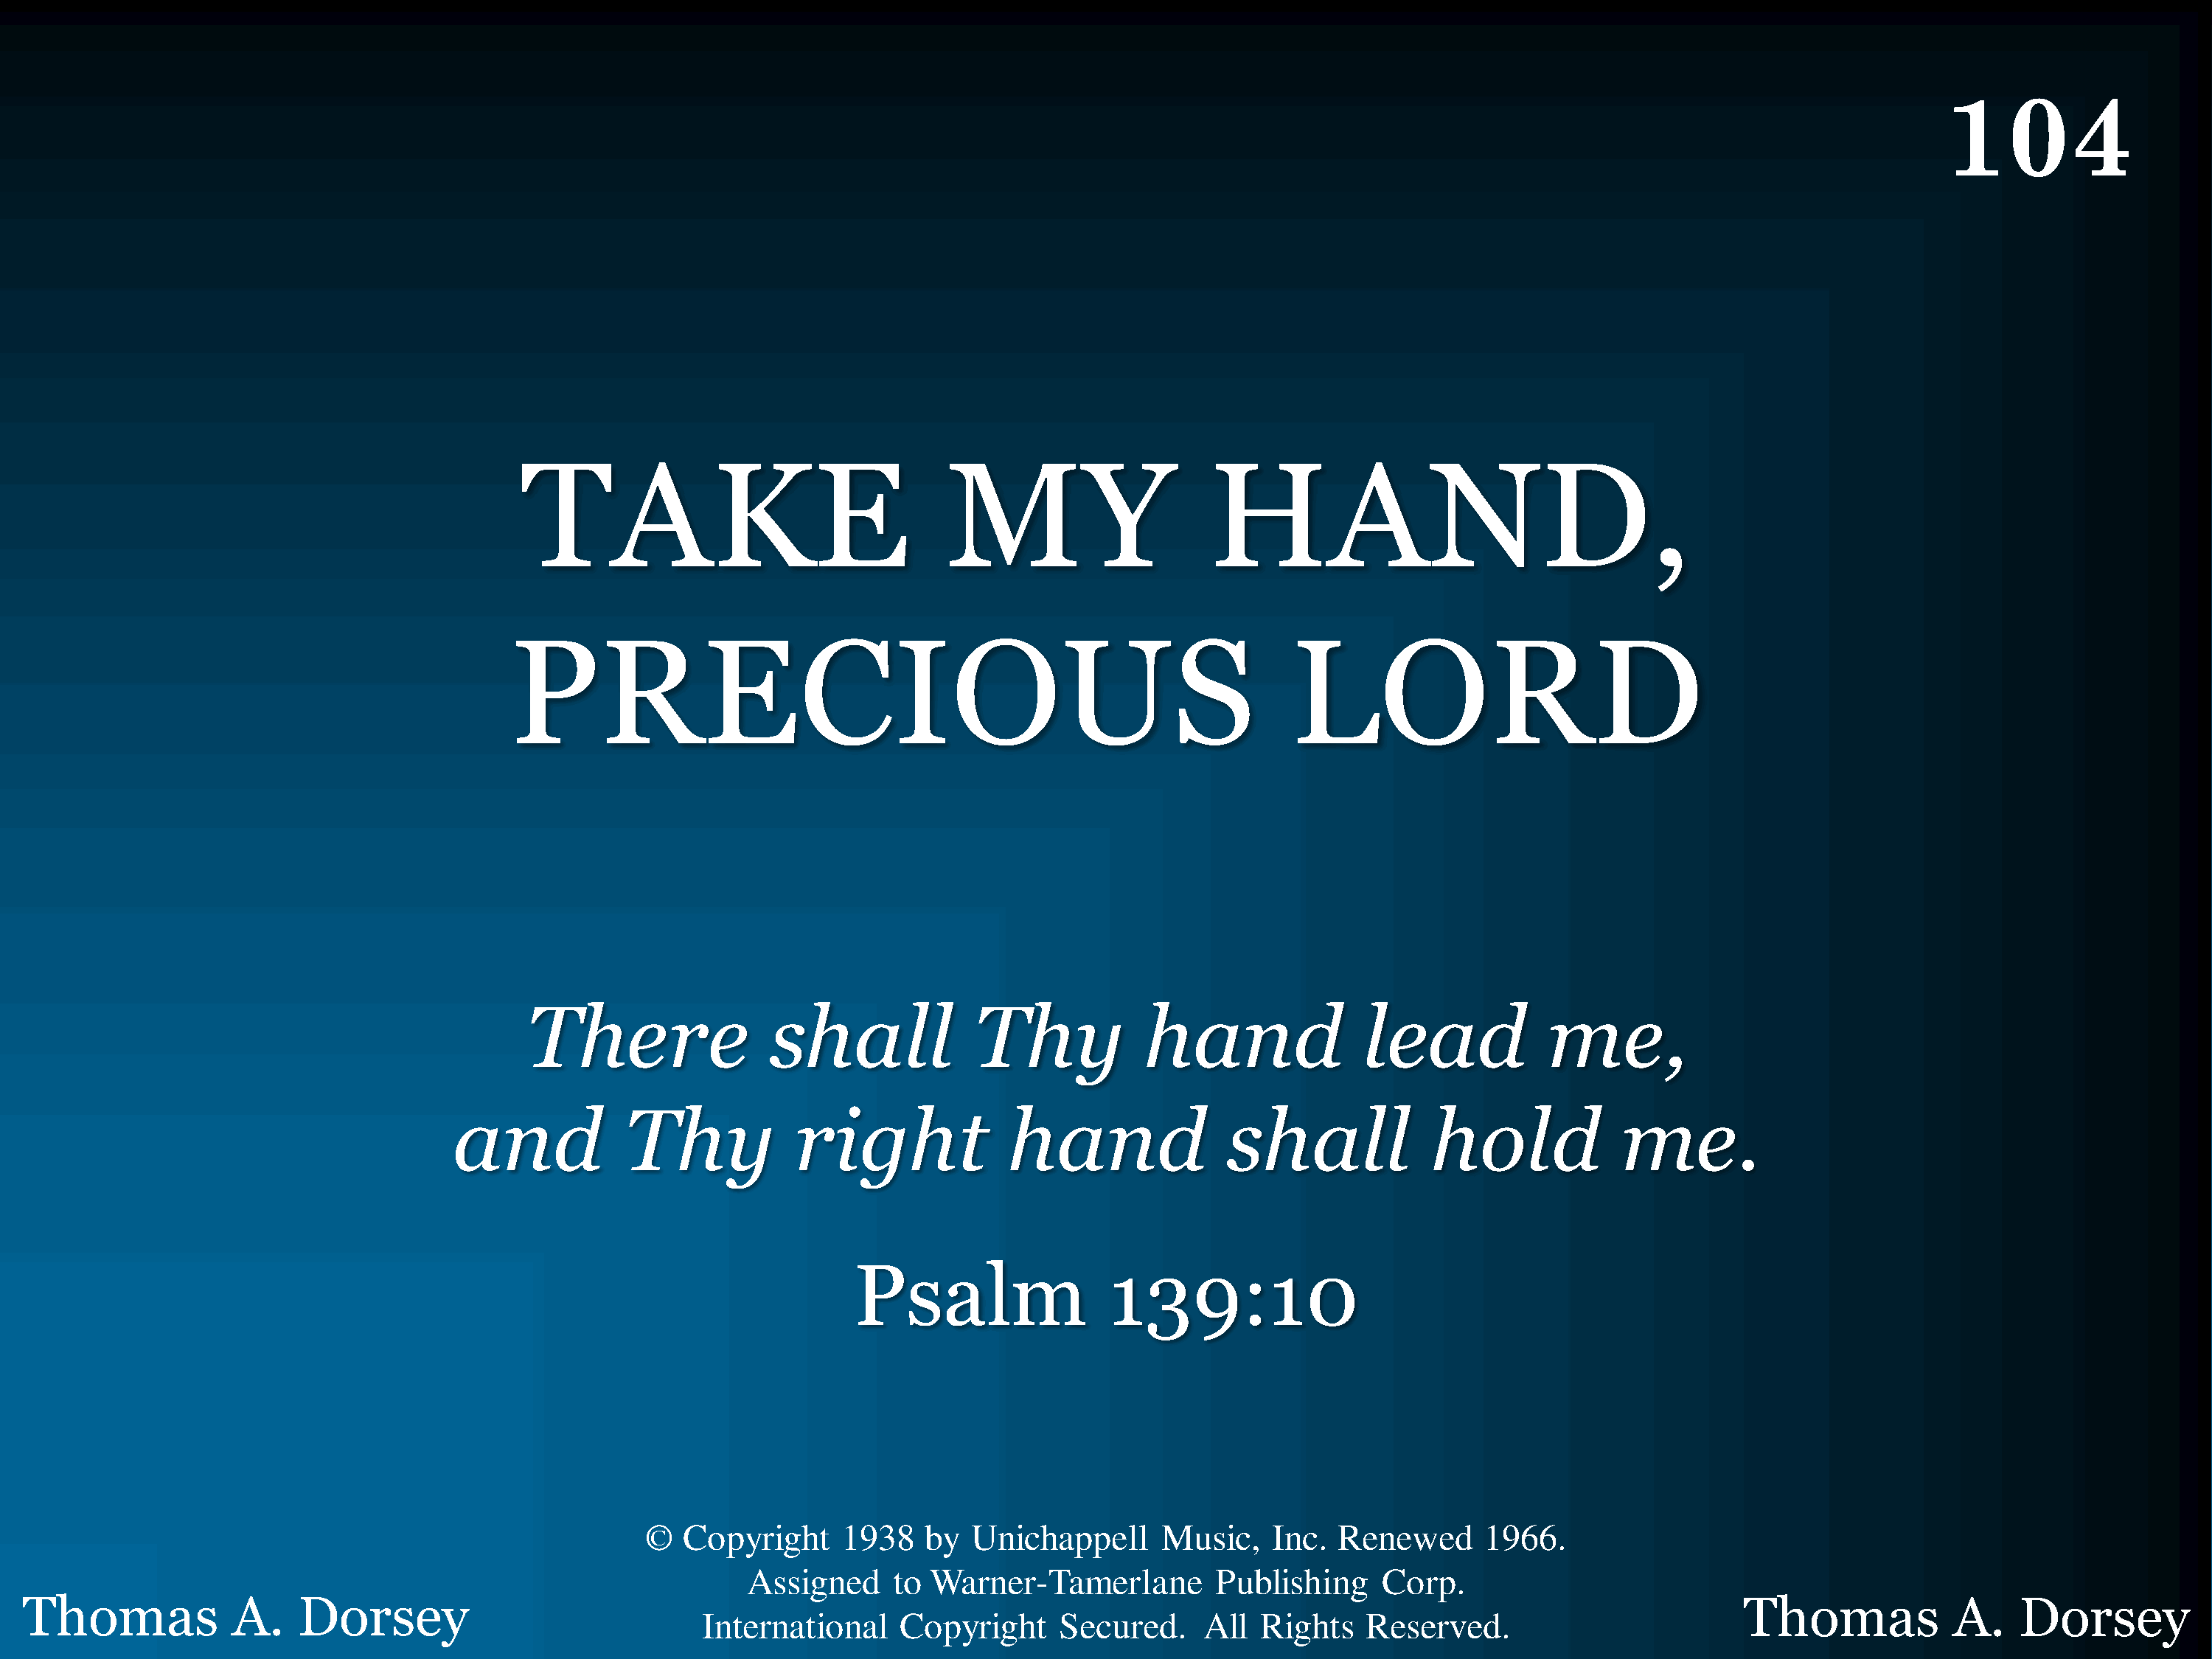 104
TAKE MY HAND,
PRECIOUS LORD
There shall Thy hand lead me,
and Thy right hand shall hold me.
Psalm 139:10
© Copyright 1938 by Unichappell Music, Inc. Renewed 1966.
Assigned to Warner-Tamerlane Publishing Corp.
International Copyright Secured. All Rights Reserved.
Thomas A. Dorsey
Thomas A. Dorsey